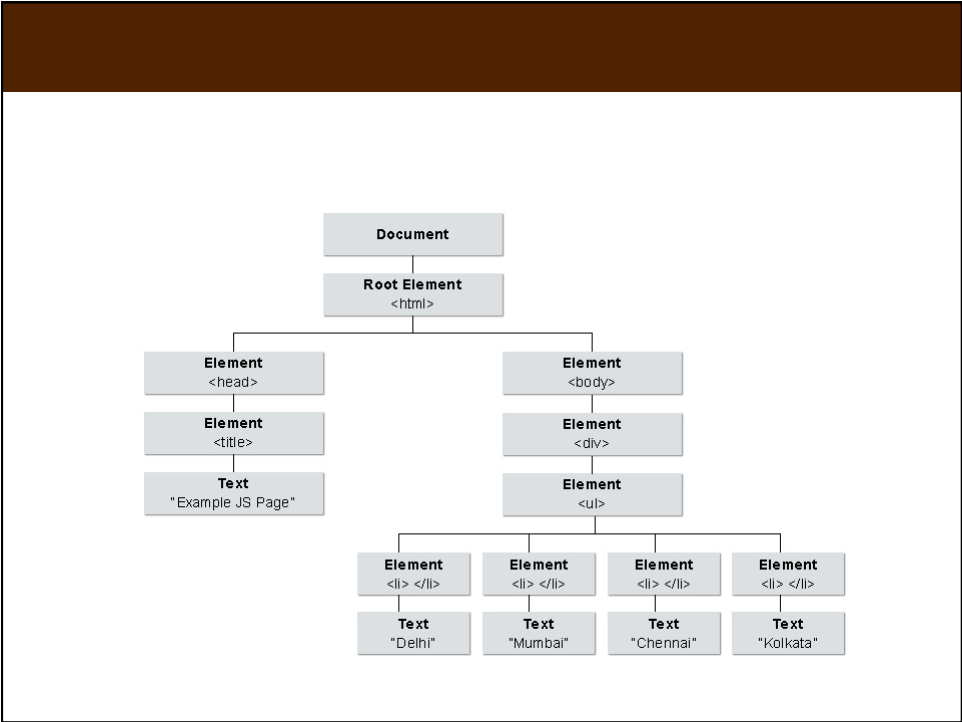 Document
Root Element
<html>
Element
<head>
Element
<body>
Element
<title>
Element
<div>
Text
"Example JS Page"
Element
<ul>
Element
<li> </li>
Element
<li> </li>
Element
<li> </li>
Element
<li> </li>
Text
"Delhi"
Text
"Mumbai"
Text
"Chennai"
Text
"Kolkata"